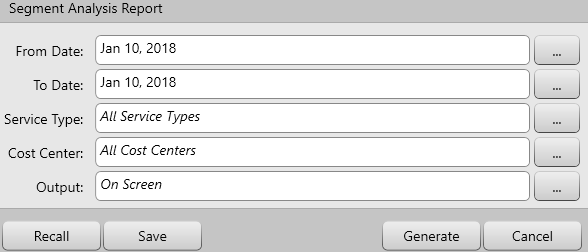 Segment Analysis Report
From Date: Jan 10, 2018 ...
To Date: Jan 10, 2018 ...
Service Type: All Service Types ...
Cost Center: All Cost Centers ...
Output: On Screen ...
Recall Save Generate Cancel